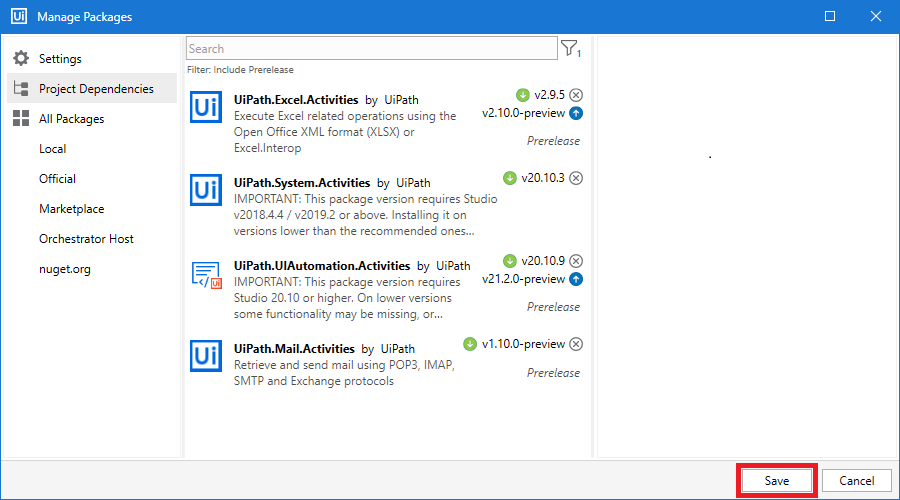 Ui Manage Packages
Settings
Project Dependencies
All Packages
Local
Official
Marketplace
Orchestrator Host
nuget.org
Search
1
Filter: Include Prerelease
Ui
UiPath.Excel.Activities by UiPath
Execute Excel related operations using the
Open Office XML format (XLSX) or
Excel.Interop
v2.9.5
v2.10.0-preview
Prerelease
Ui
UiPath.System.Activities by UiPath
IMPORTANT: This package version requires Studio
v2018.4.4 / v2019.2 or above. Installing it on
versions lower than the recommended ones...
v20.10.3
Ui
UiPath.UIAutomation.Activities by UiPath
IMPORTANT: This package version requires
Studio 20.10 or higher. On lower versions
some functionality may be missing, or...
v20.10.9
v21.2.0-preview
Prerelease
Ui
UiPath.Mail.Activities by UiPath
Retrieve and send mail using POP3, IMAP,
SMTP and Exchange protocols
v1.10.0-preview
Prerelease
.
Save
Cancel